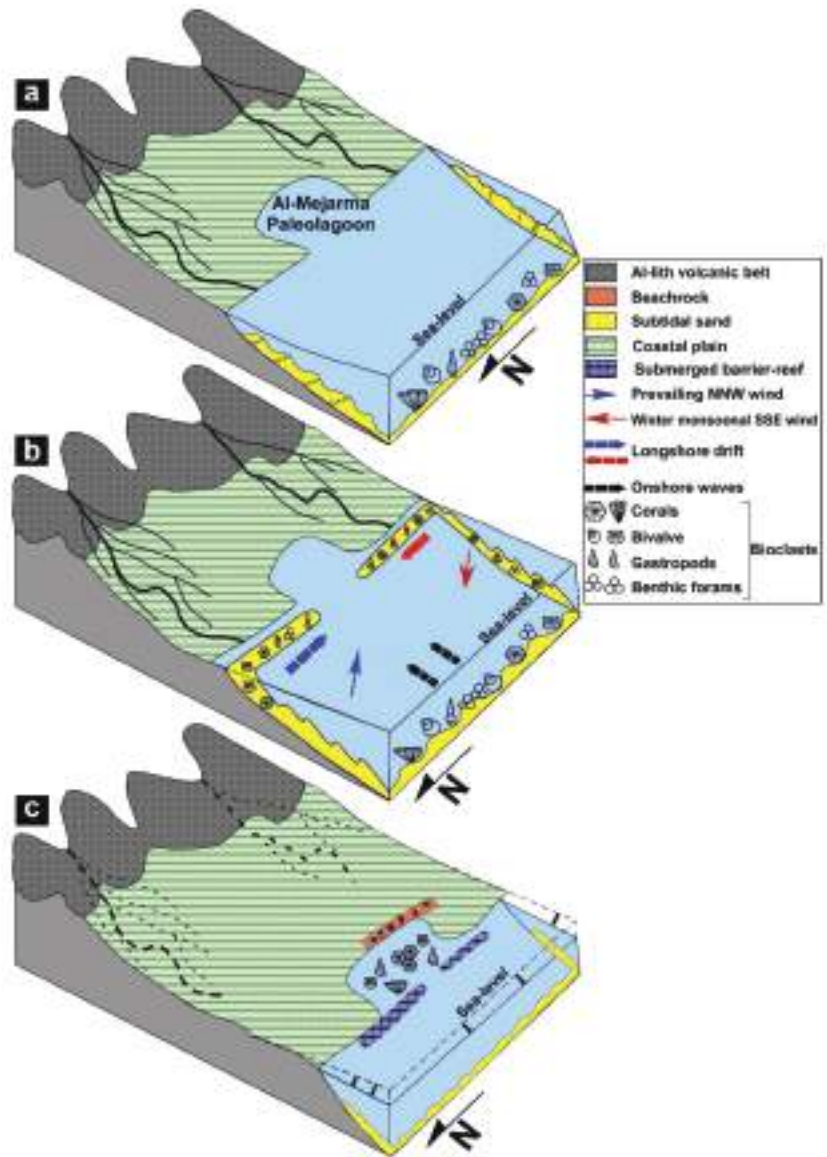 a
Al-Mejarma
Paleolagoon
Sea-level
N
Al-lith volcanic belt
Beachrock
Subtidal sand
Coastal plain
Submerged barrier-reef
Prevailing NNW wind
Winter monsoonal SSE wind
Longshore drift
Onshore waves
Corals
Bivalve
Gastropods
Benthic forams
Bioclasts
b
Sea-level
N
c
Sea-level
N